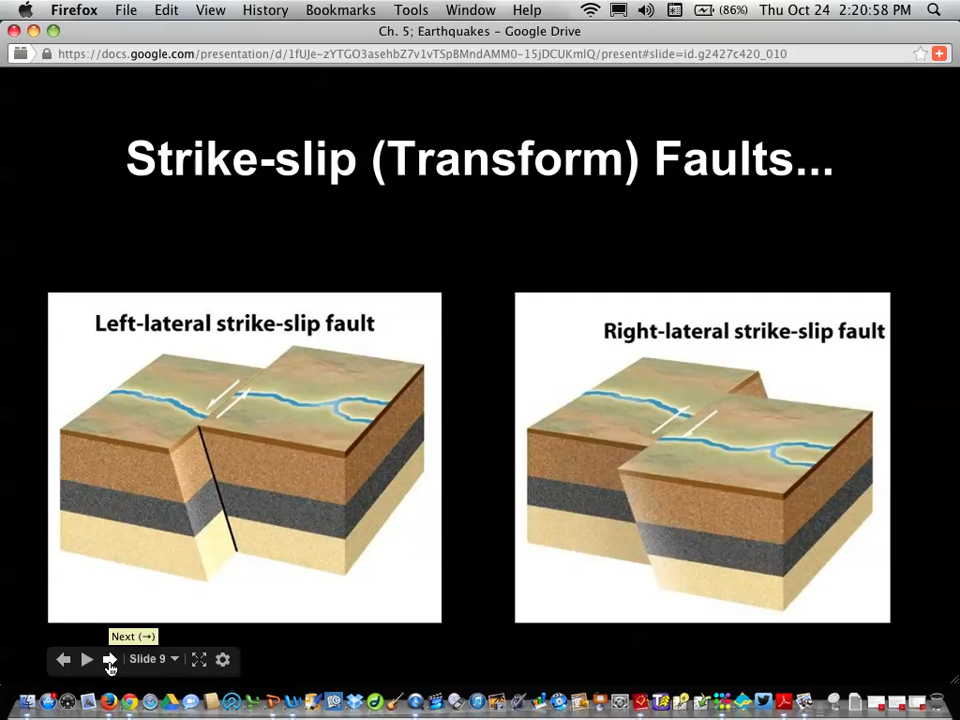 Firefox File Edit View History Bookmarks Tools Window Help (86%) Thu Oct 24 2:20:58 PM
Ch. 5; Earthquakes - Google Drive
https://docs.google.com/presentation/d/1fUJe-zYTGO3asehbZ7v1vTSpBMndAMM0-15jDCUKmlQ/present#slide=id.g2427c420_010
Strike-slip (Transform) Faults...
Left-lateral strike-slip fault
Right-lateral strike-slip fault
Next (→)
Slide 9